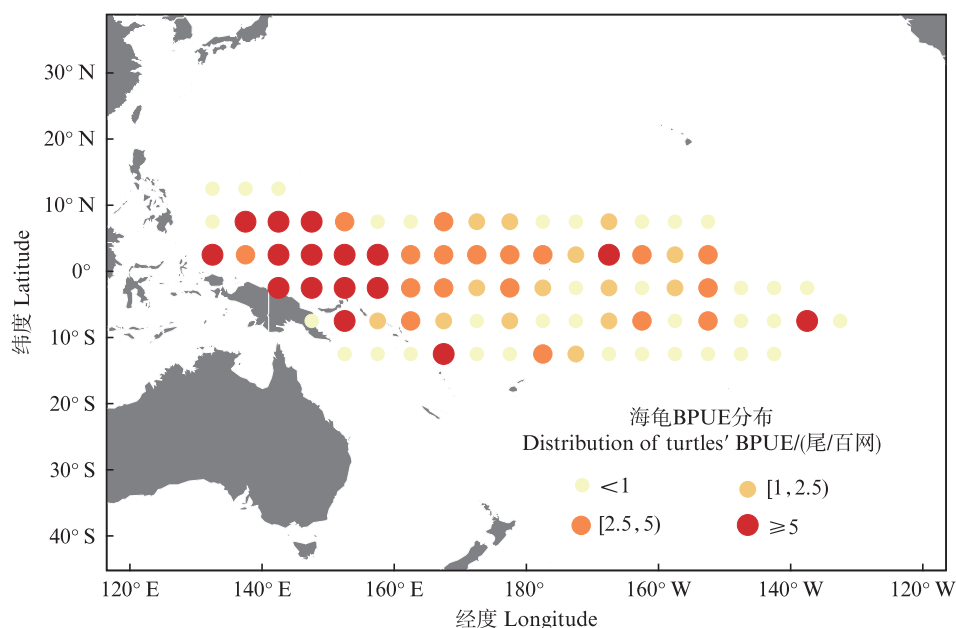 30° N
20° N
10° N
0°
10° S
20° S
30° S
40° S
纬度 Latitude
海龟BPUE分布
Distribution of turtles′ BPUE/(尾/百网)
<1
[1, 2.5)
[2.5, 5)
⩾5
120° E
140° E
160° E
180°
160° W
140° W
120° W
经度 Longitude